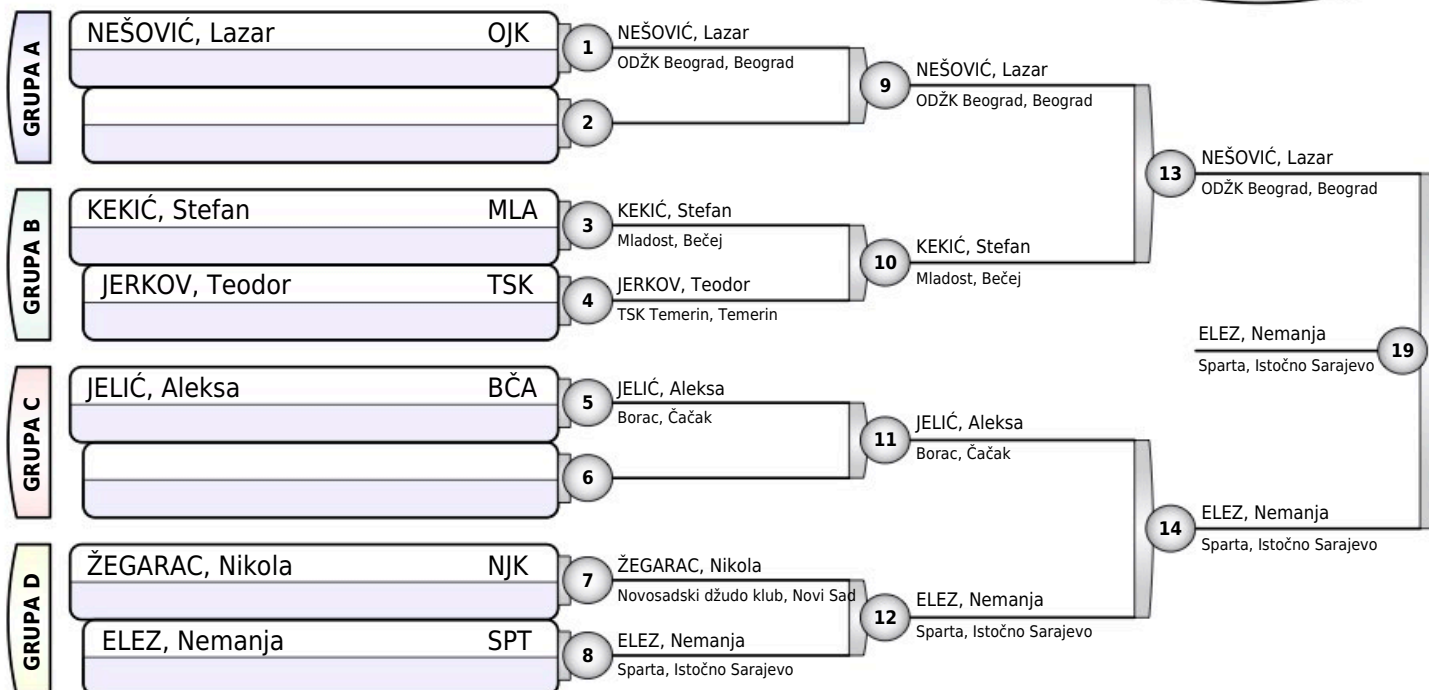 GRUPA A
NEŠOVIĆ, Lazar OJK
1
NEŠOVIĆ, Lazar
ODŽK Beograd, Beograd
2
9
NEŠOVIĆ, Lazar
ODŽK Beograd, Beograd
GRUPA B
KEKIĆ, Stefan MLA
3
KEKIĆ, Stefan
Mladost, Bečej
JERKOV, Teodor TSK
4
JERKOV, Teodor
TSK Temerin, Temerin
10
KEKIĆ, Stefan
Mladost, Bečej
13
NEŠOVIĆ, Lazar
ODŽK Beograd, Beograd
GRUPA C
JELIĆ, Aleksa BČA
5
JELIĆ, Aleksa
Borac, Čačak
6
11
JELIĆ, Aleksa
Borac, Čačak
GRUPA D
ŽEGARAC, Nikola NJK
7
ŽEGARAC, Nikola
Novosadski džudo klub, Novi Sad
ELEZ, Nemanja SPT
8
ELEZ, Nemanja
Sparta, Istočno Sarajevo
12
ELEZ, Nemanja
Sparta, Istočno Sarajevo
14
ELEZ, Nemanja
Sparta, Istočno Sarajevo
ELEZ, Nemanja
Sparta, Istočno Sarajevo
19